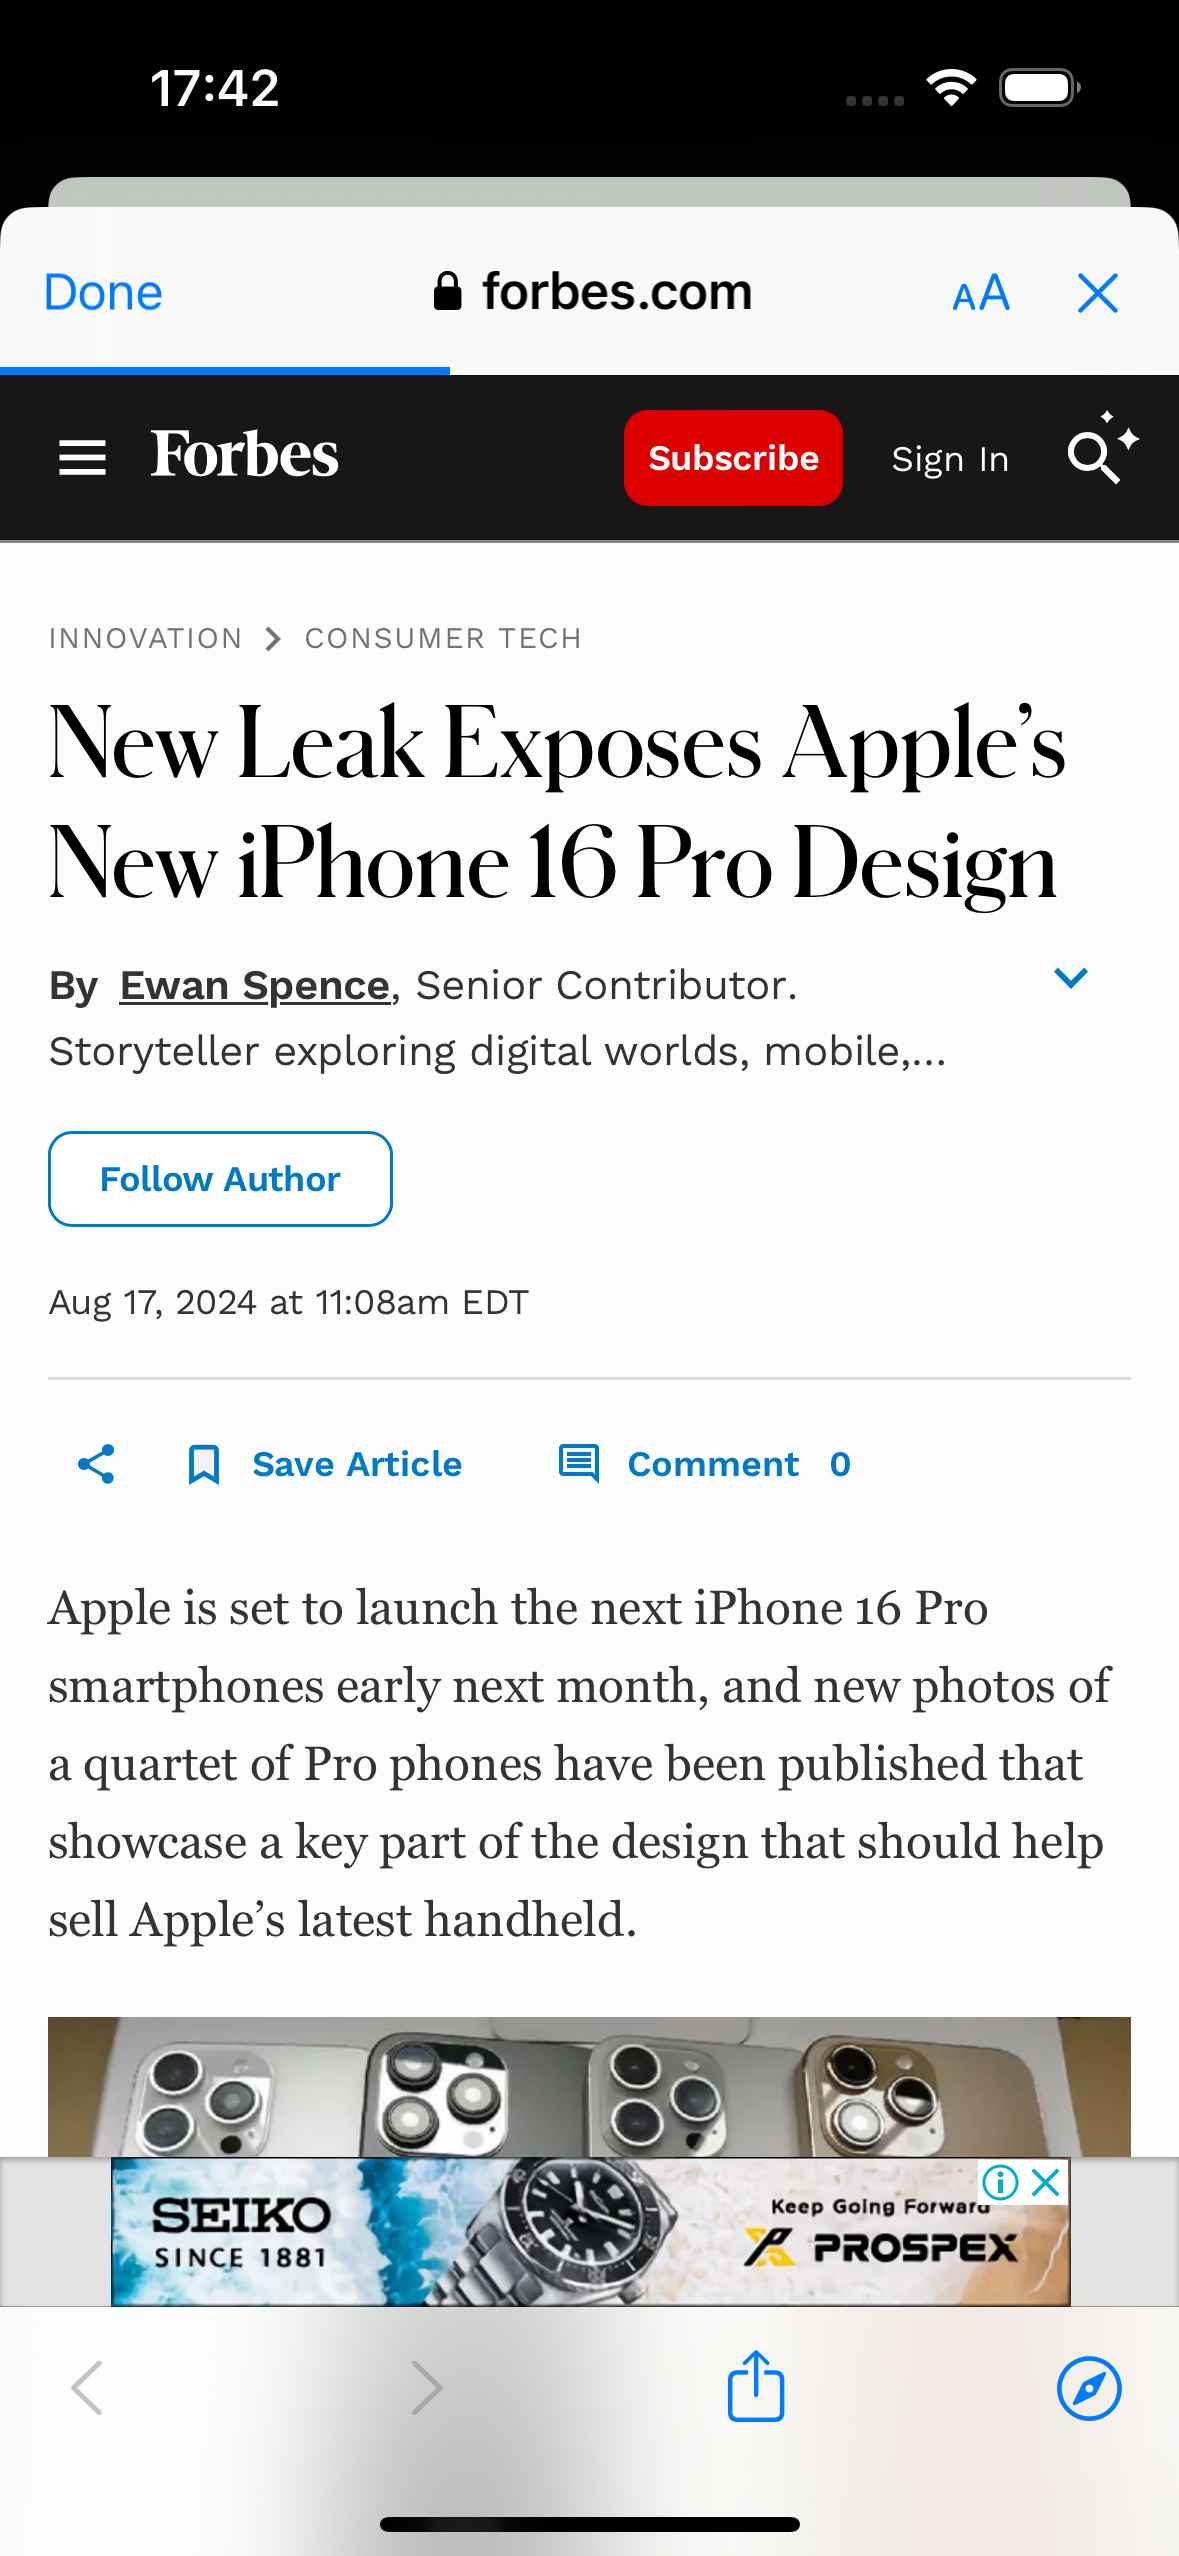 17:42
Done
forbes.com
AA
Forbes
Subscribe
Sign In
INNOVATION
CONSUMER TECH
New Leak Exposes Apple’s
New iPhone 16 Pro Design
By Ewan Spence, Senior Contributor.
Storyteller exploring digital worlds, mobile,...
Follow Author
Aug 17, 2024 at 11:08am EDT
Save Article
Comment 0
Apple is set to launch the next iPhone 16 Pro
smartphones early next month, and new photos of
a quartet of Pro phones have been published that
showcase a key part of the design that should help
sell Apple’s latest handheld.
SEIKO
SINCE 1881
Keep Going Forward
PROSPEX